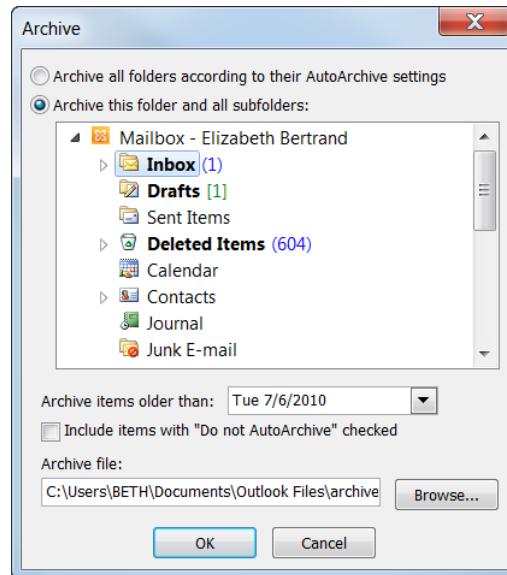 Archive
Archive all folders according to their AutoArchive settings
Archive this folder and all subfolders:
Mailbox - Elizabeth Bertrand
Inbox (1)
Drafts [1]
Sent Items
Deleted Items (604)
Calendar
Contacts
Journal
Junk E-mail
Archive items older than: Tue 7/6/2010
Include items with "Do not AutoArchive" checked
Archive file:
C:\Users\BETH\Documents\Outlook Files\archive Browse...
OK Cancel